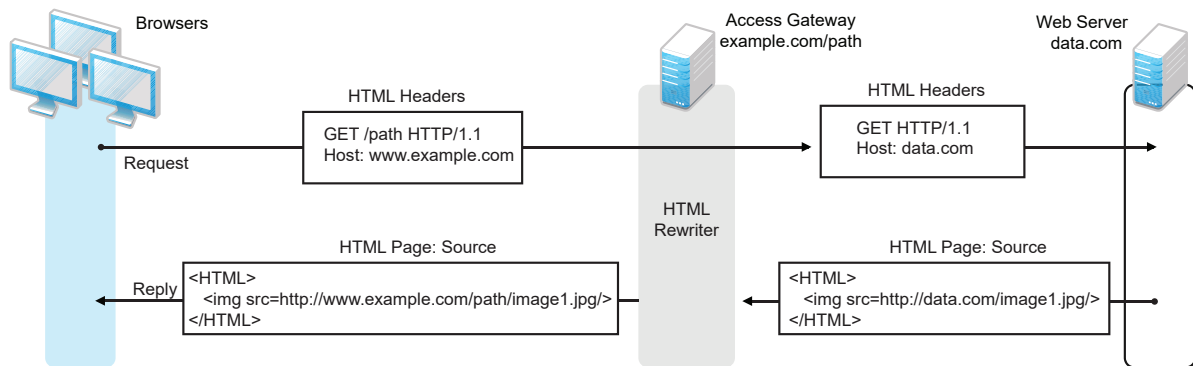 Browsers
Access Gateway
example.com/path
Web Server
data.com
HTML Headers
GET /path HTTP/1.1
Host: www.example.com
HTML Headers
GET HTTP/1.1
Host: data.com
Request
HTML
Rewriter
HTML Page: Source
<HTML>
<img src=http://www.example.com/path/image1.jpg/>
</HTML>
Reply
HTML Page: Source
<HTML>
<img src=http://data.com/image1.jpg/>
</HTML>